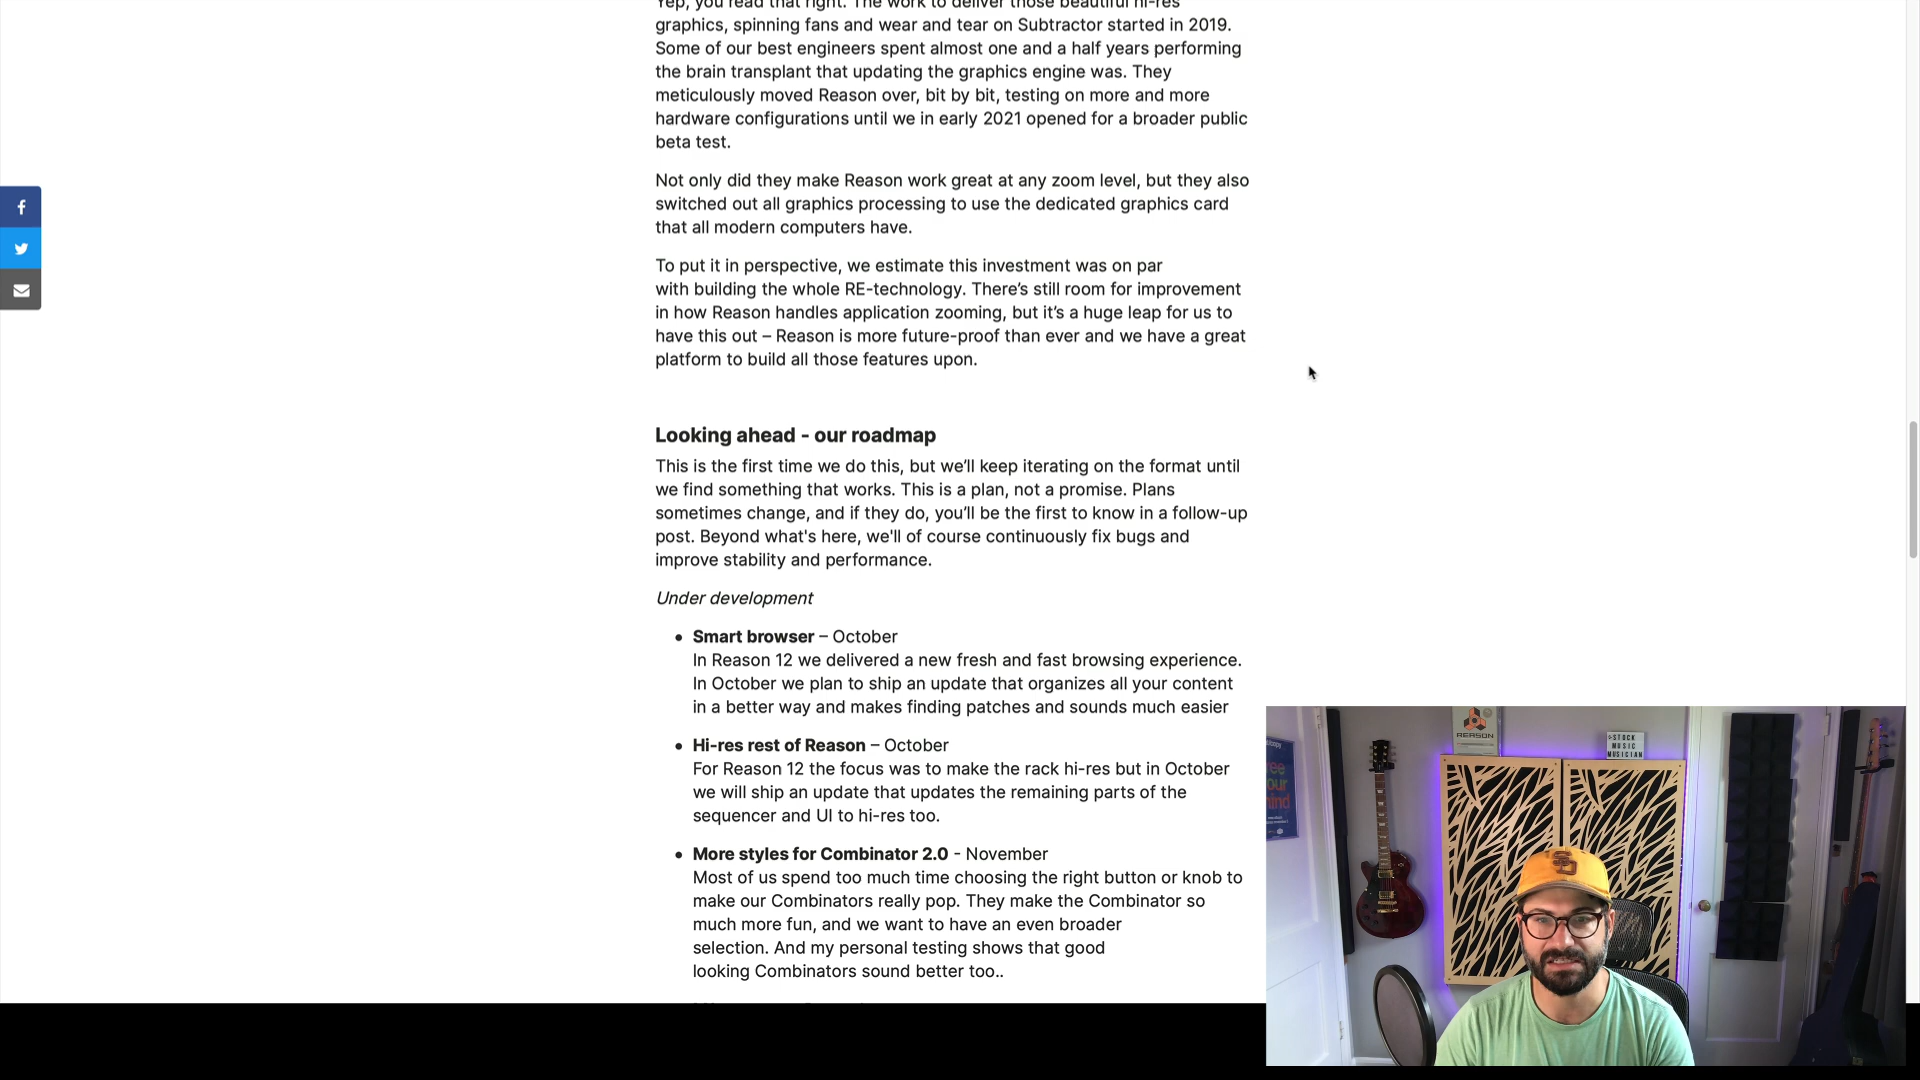 Yep, you read that right. The work to deliver those beautiful hi-res
graphics, spinning fans and wear and tear on Subtractor started in 2019.
Some of our best engineers spent almost one and a half years performing
the brain transplant that updating the graphics engine was. They
meticulously moved Reason over, bit by bit, testing on more and more
hardware configurations until we in early 2021 opened for a broader public
beta test.
Not only did they make Reason work great at any zoom level, but they also
switched out all graphics processing to use the dedicated graphics card
that all modern computers have.
To put it in perspective, we estimate this investment was on par
with building the whole RE-technology. There’s still room for improvement
in how Reason handles application zooming, but it’s a huge leap for us to
have this out – Reason is more future-proof than ever and we have a great
platform to build all those features upon.
Looking ahead - our roadmap
This is the first time we do this, but we’ll keep iterating on the format until
we find something that works. This is a plan, not a promise. Plans
sometimes change, and if they do, you’ll be the first to know in a follow-up
post. Beyond what's here, we'll of course continuously fix bugs and
improve stability and performance.
Under development
Smart browser – October
In Reason 12 we delivered a new fresh and fast browsing experience.
In October we plan to ship an update that organizes all your content
in a better way and makes finding patches and sounds much easier
Hi-res rest of Reason – October
For Reason 12 the focus was to make the rack hi-res but in October
we will ship an update that updates the remaining parts of the
sequencer and UI to hi-res too.
More styles for Combinator 2.0 - November
Most of us spend too much time choosing the right button or knob to
make our Combinators really pop. They make the Combinator so
much more fun, and we want to have an even broader
selection. And my personal testing shows that good
looking Combinators sound better too..
REASON
STOCK
MUSIC
MUSICIAN
SD